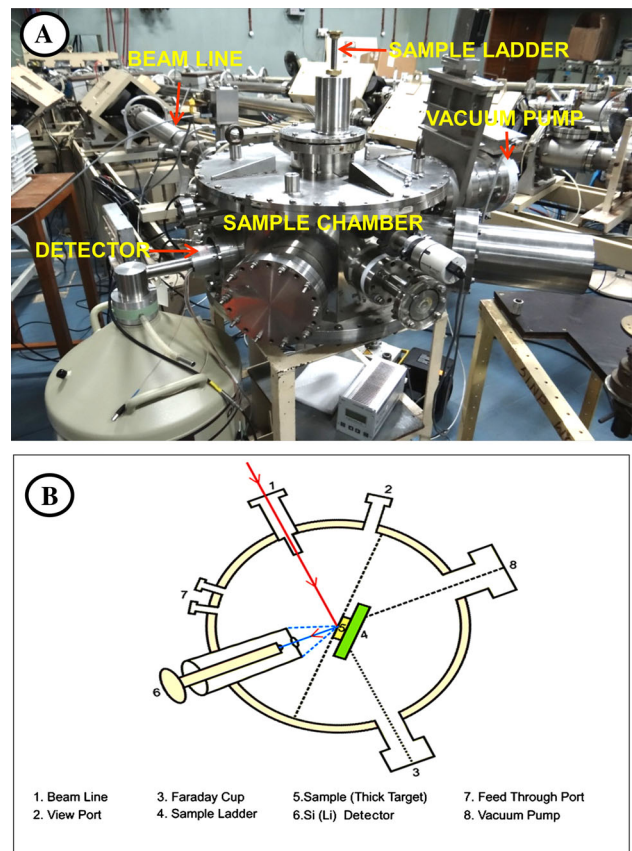 A
SAMPLE LADDER
BEAM LINE
VACUUM PUMP
SAMPLE CHAMBER
DETECTOR
B
1
2
8
7
5
4
6
3
1. Beam Line
3. Faraday Cup
5.Sample (Thick Target)
7. Feed Through Port
2. View Port
4. Sample Ladder
6.Si (Li) Detector
8. Vacuum Pump